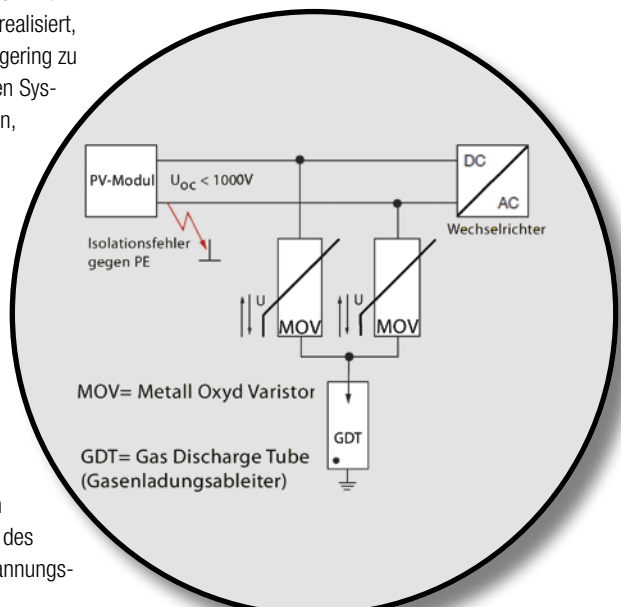 realisiert,
gering zu
en Sys-
n,
PV-Modul
U_OC < 1000V
DC
AC
Wechselrichter
Isolationsfehler
gegen PE
U
MOV
U
MOV
MOV= Metall Oxyd Varistor
GDT
GDT= Gas Discharge Tube
(Gasenladungsableiter)
des
annungs-